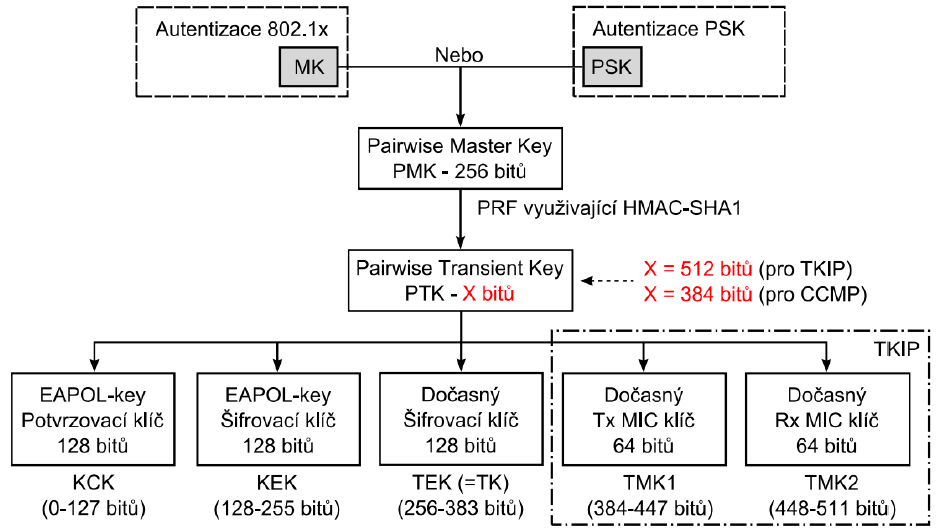 Autentizace 802.1x
MK
Nebo
Autentizace PSK
PSK
Pairwise Master Key
PMK - 256 bitů
PRF využivající HMAC-SHA1
Pairwise Transient Key
PTK - X bitů
X = 512 bitů (pro TKIP)
X = 384 bitů (pro CCMP)
TKIP
EAPOL-key
Potvrzovací klíč
128 bitů
KCK
(0-127 bitů)
EAPOL-key
Šifrovací klíč
128 bitů
KEK
(128-255 bitů)
Dočasný
Šifrovací klíč
128 bitů
TEK (=TK)
(256-383 bitů)
Dočasný
Tx MIC klíč
64 bitů
TMK1
(384-447 bitů)
Dočasný
Rx MIC klíč
64 bitů
TMK2
(448-511 bitů)